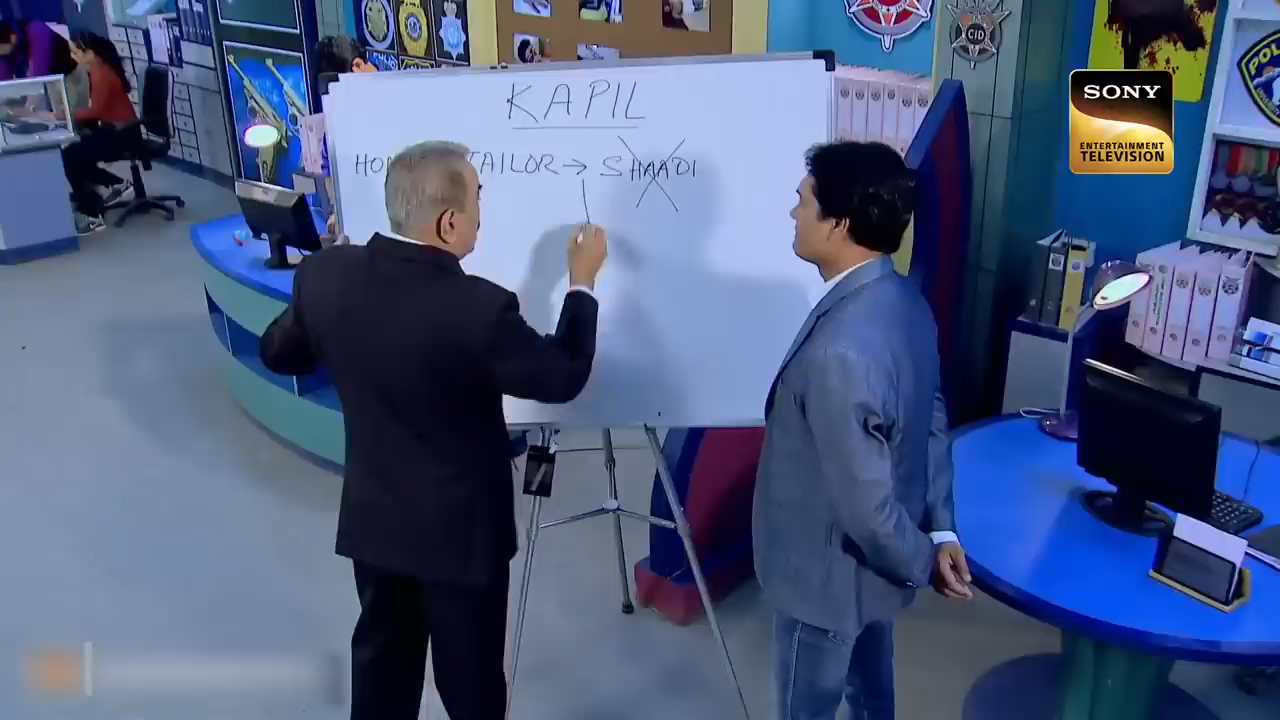 KAPIL
TAILOR → SHAADI
SONY
ENTERTAINMENT
TELEVISION
CID